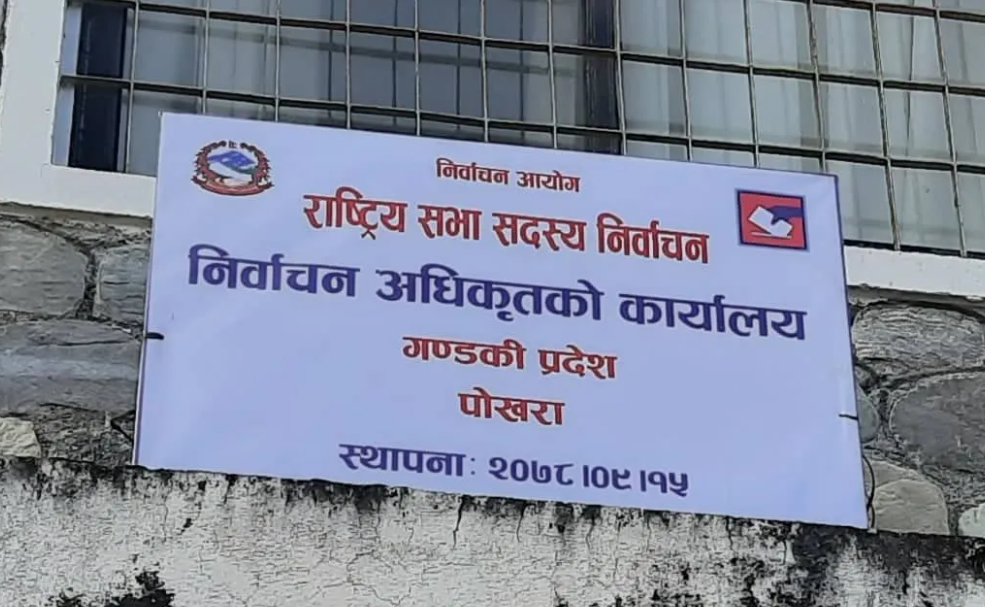 निर्वाचन आयोग
राष्ट्रिय सभा सदस्य निर्वाचन
निर्वाचन अधिकृतको कार्यालय
गण्डकी प्रदेश
पोखरा
स्थापनाः २०७८।०९।१५